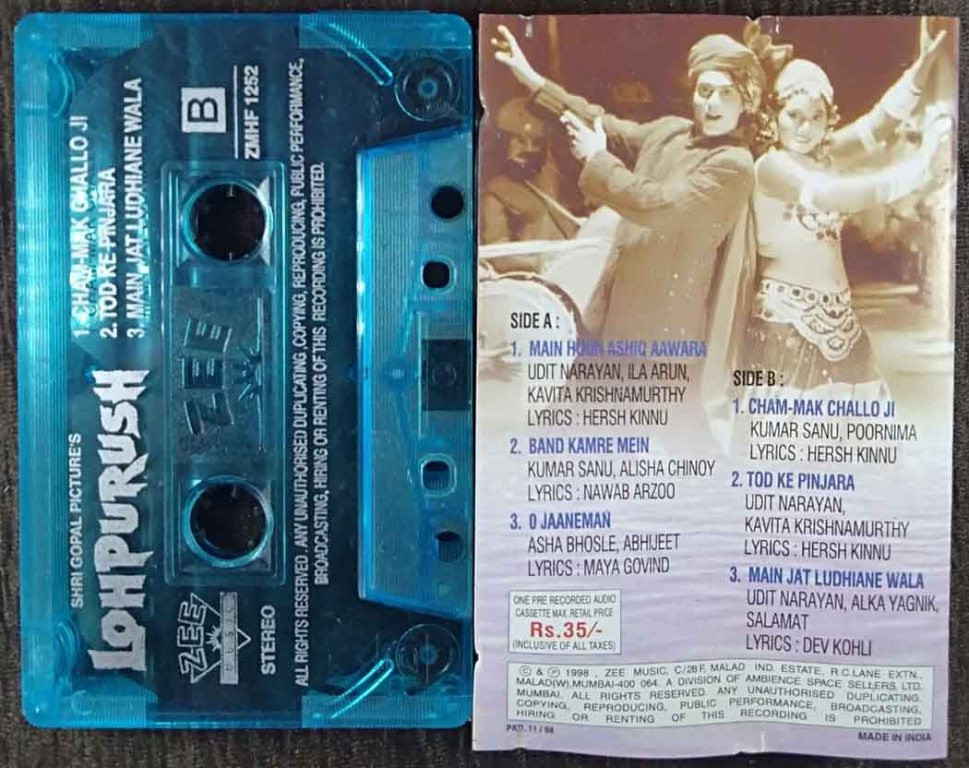 SHRI GOPAL PICTURE'S
LOHPURUSH
1. CHAM-MAK CHALLO JI
2. TOD KE PINJARA
3. MAIN JAT LUDHIANE WALA
B
ZMHF 1252
ZEE
ZEE
MUSIC
STEREO
ALL RIGHTS RESERVED. ANY UNAUTHORISED DUPLICATING, COPYING, REPRODUCING, PUBLIC PERFORMANCE,
BROADCASTING, HIRING OR RENTING OF THIS RECORDING IS PROHIBITED.
SIDE A :
1. MAIN HOON ASHIQ AAWARA
UDIT NARAYAN, ILA ARUN,
KAVITA KRISHNAMURTHY
LYRICS : HERSH KINNU
2. BAND KAMRE MEIN
KUMAR SANU, ALISHA CHINOY
LYRICS : NAWAB ARZOO
3. O JAANEMAN
ASHA BHOSLE, ABHIJEET
LYRICS : MAYA GOVIND
SIDE B :
1. CHAM-MAK CHALLO JI
KUMAR SANU, POORNIMA
LYRICS : HERSH KINNU
2. TOD KE PINJARA
UDIT NARAYAN,
KAVITA KRISHNAMURTHY
LYRICS : HERSH KINNU
3. MAIN JAT LUDHIANE WALA
UDIT NARAYAN, ALKA YAGNIK,
SALAMAT
LYRICS : DEV KOHLI
ONE PRE RECORDED AUDIO
CASSETTE MAX. RETAIL PRICE
Rs.35/-
(INCLUSIVE OF ALL TAXES)
© & ℗ 1998, ZEE MUSIC, C/28 F, MALAD IND. ESTATE, R.C.LANE EXTN.,
MALAD(W),MUMBAI-400 064. A DIVISION OF AMBIENCE SPACE SELLERS, LTD.
MUMBAI. ALL RIGHTS RESERVED. ANY UNAUTHORISED DUPLICATING,
COPYING, REPRODUCING, PUBLIC PERFORMANCE, BROADCASTING,
HIRING OR RENTING OF THIS RECORDING IS PROHIBITED
PKD. 11 / 98
MADE IN INDIA